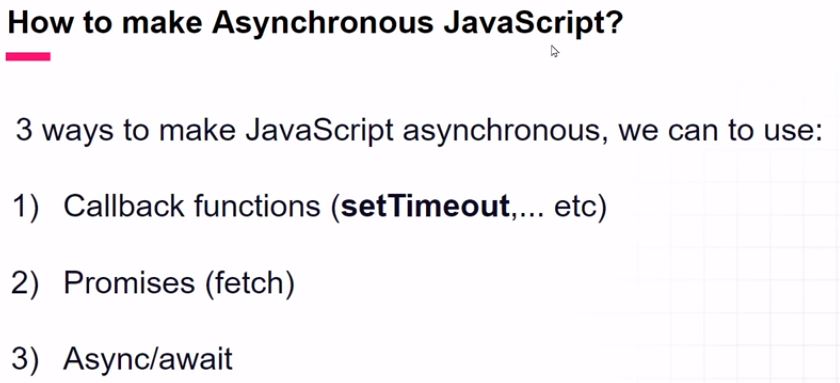 How to make Asynchronous JavaScript?
3 ways to make JavaScript asynchronous, we can to use:
1) Callback functions (setTimeout,... etc)
2) Promises (fetch)
3) Async/await